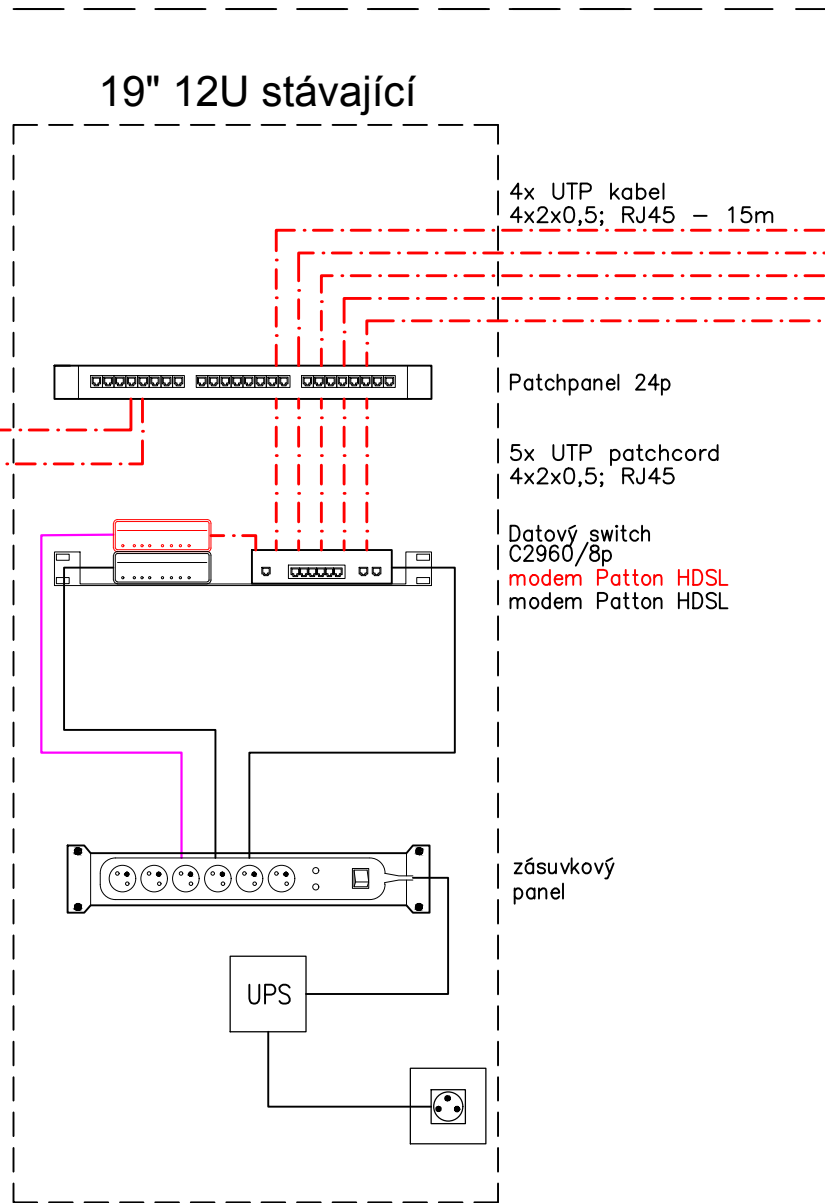 19" 12U stávající
4x UTP kabel
4x2x0,5; RJ45 – 15m
Patchpanel 24p
5x UTP patchcord
4x2x0,5; RJ45
Datový switch
C2960/8p
modem Patton HDSL
modem Patton HDSL
zásuvkový
panel
UPS